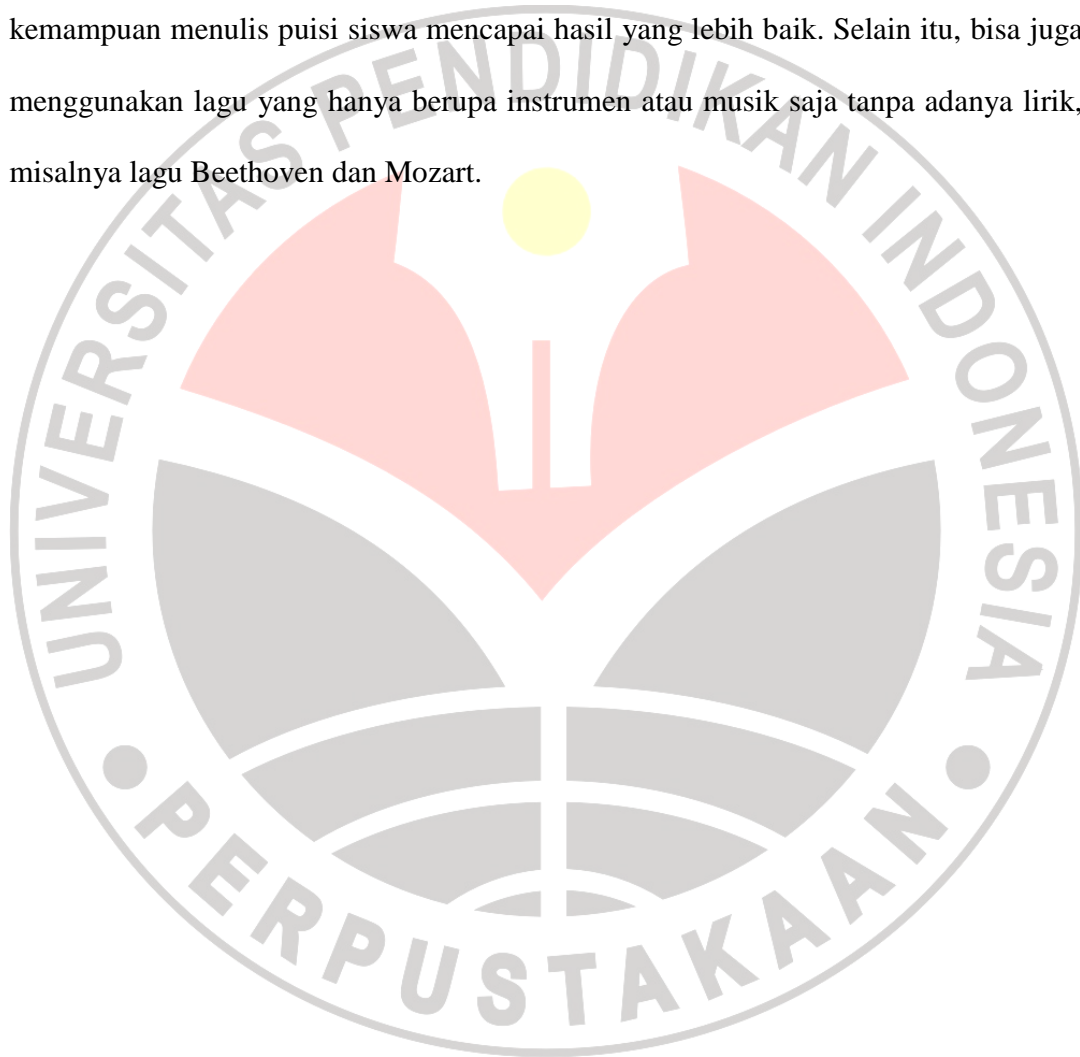 kemampuan menulis puisi siswa mencapai hasil yang lebih baik. Selain itu, bisa juga
menggunakan lagu yang hanya berupa instrumen atau musik saja tanpa adanya lirik,
misalnya lagu Beethoven dan Mozart.
UNIVERSITAS PENDIDIKAN INDONESIA
PERPUSTAKAAN